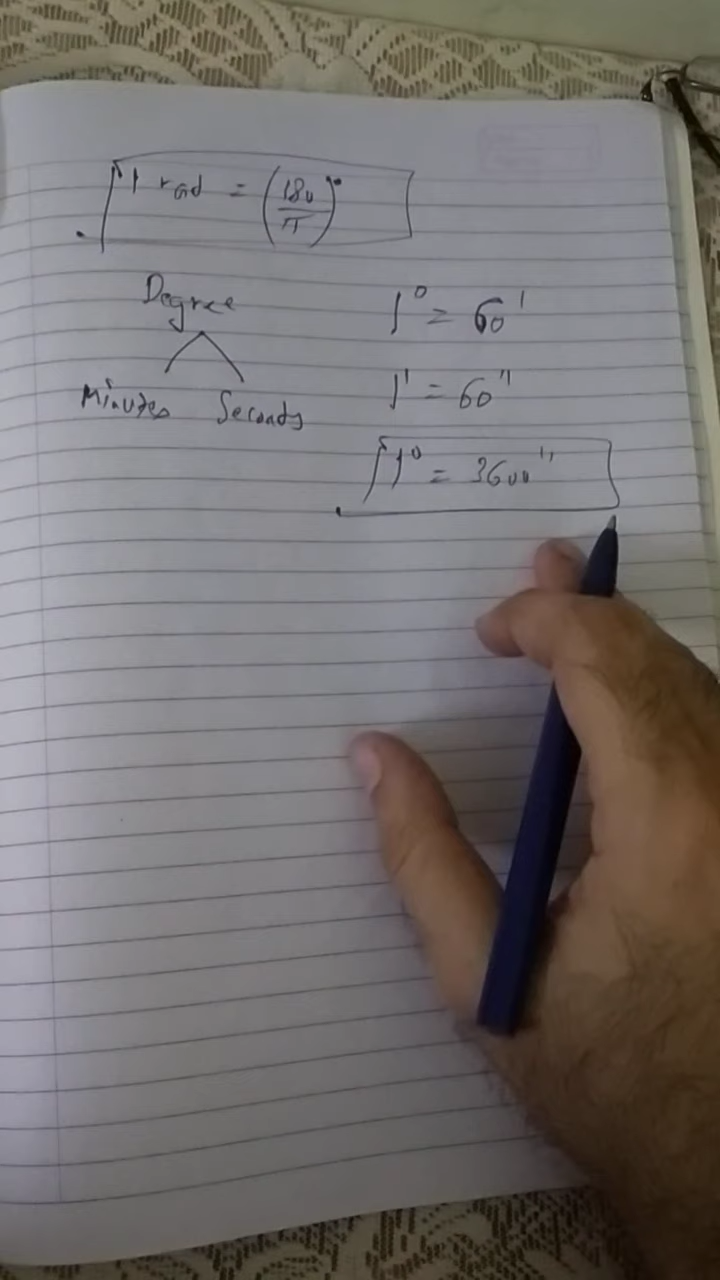 1 rad = (180/π)°
Degree
Minutes Seconds
1° = 60'
1' = 60"
1° = 3600"